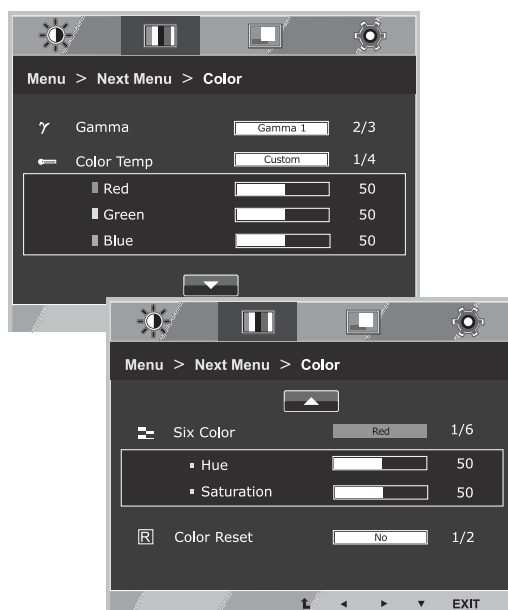 Menu > Next Menu > Color
γ Gamma Gamma 1 2/3
Color Temp Custom 1/4
Red 50
Green 50
Blue 50
Menu > Next Menu > Color
Six Color Red 1/6
Hue 50
Saturation 50
R Color Reset No 1/2
EXIT